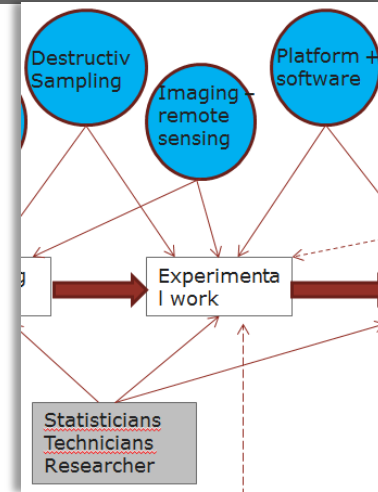 Destructiv
Sampling
Imaging –
remote
sensing
Platform +
software
g
Experimenta
l work
Statisticians
Technicians
Researcher